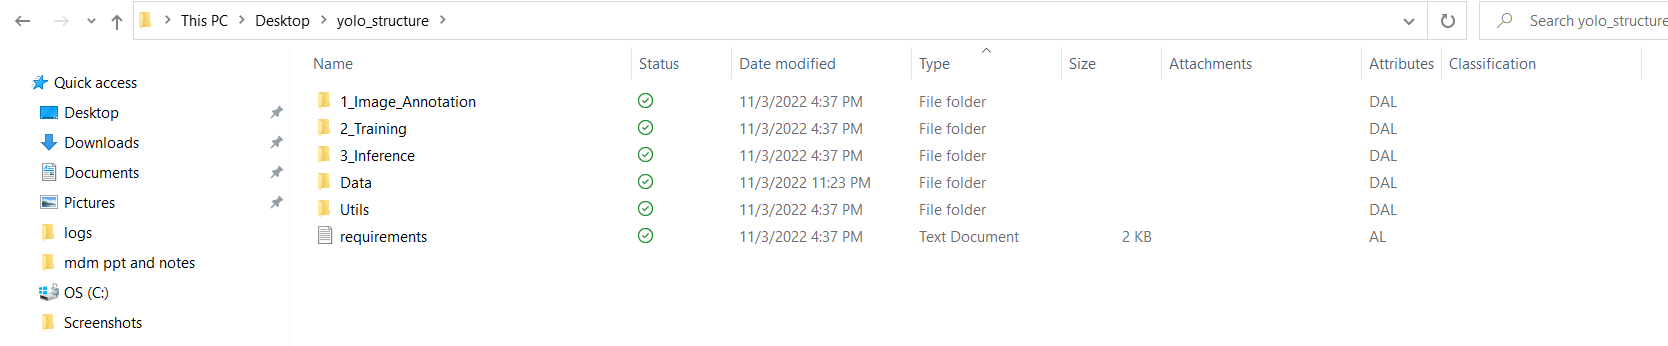 This PC > Desktop > yolo_structure >
Search yolo_structure
Quick access
Desktop
Downloads
Documents
Pictures
logs
mdm ppt and notes
OS (C:)
Screenshots
Name Status Date modified Type Size Attachments Attributes Classification
1_Image_Annotation 11/3/2022 4:37 PM File folder DAL
2_Training 11/3/2022 4:37 PM File folder DAL
3_Inference 11/3/2022 4:37 PM File folder DAL
Data 11/3/2022 11:23 PM File folder DAL
Utils 11/3/2022 4:37 PM File folder DAL
requirements 11/3/2022 4:37 PM Text Document 2 KB AL